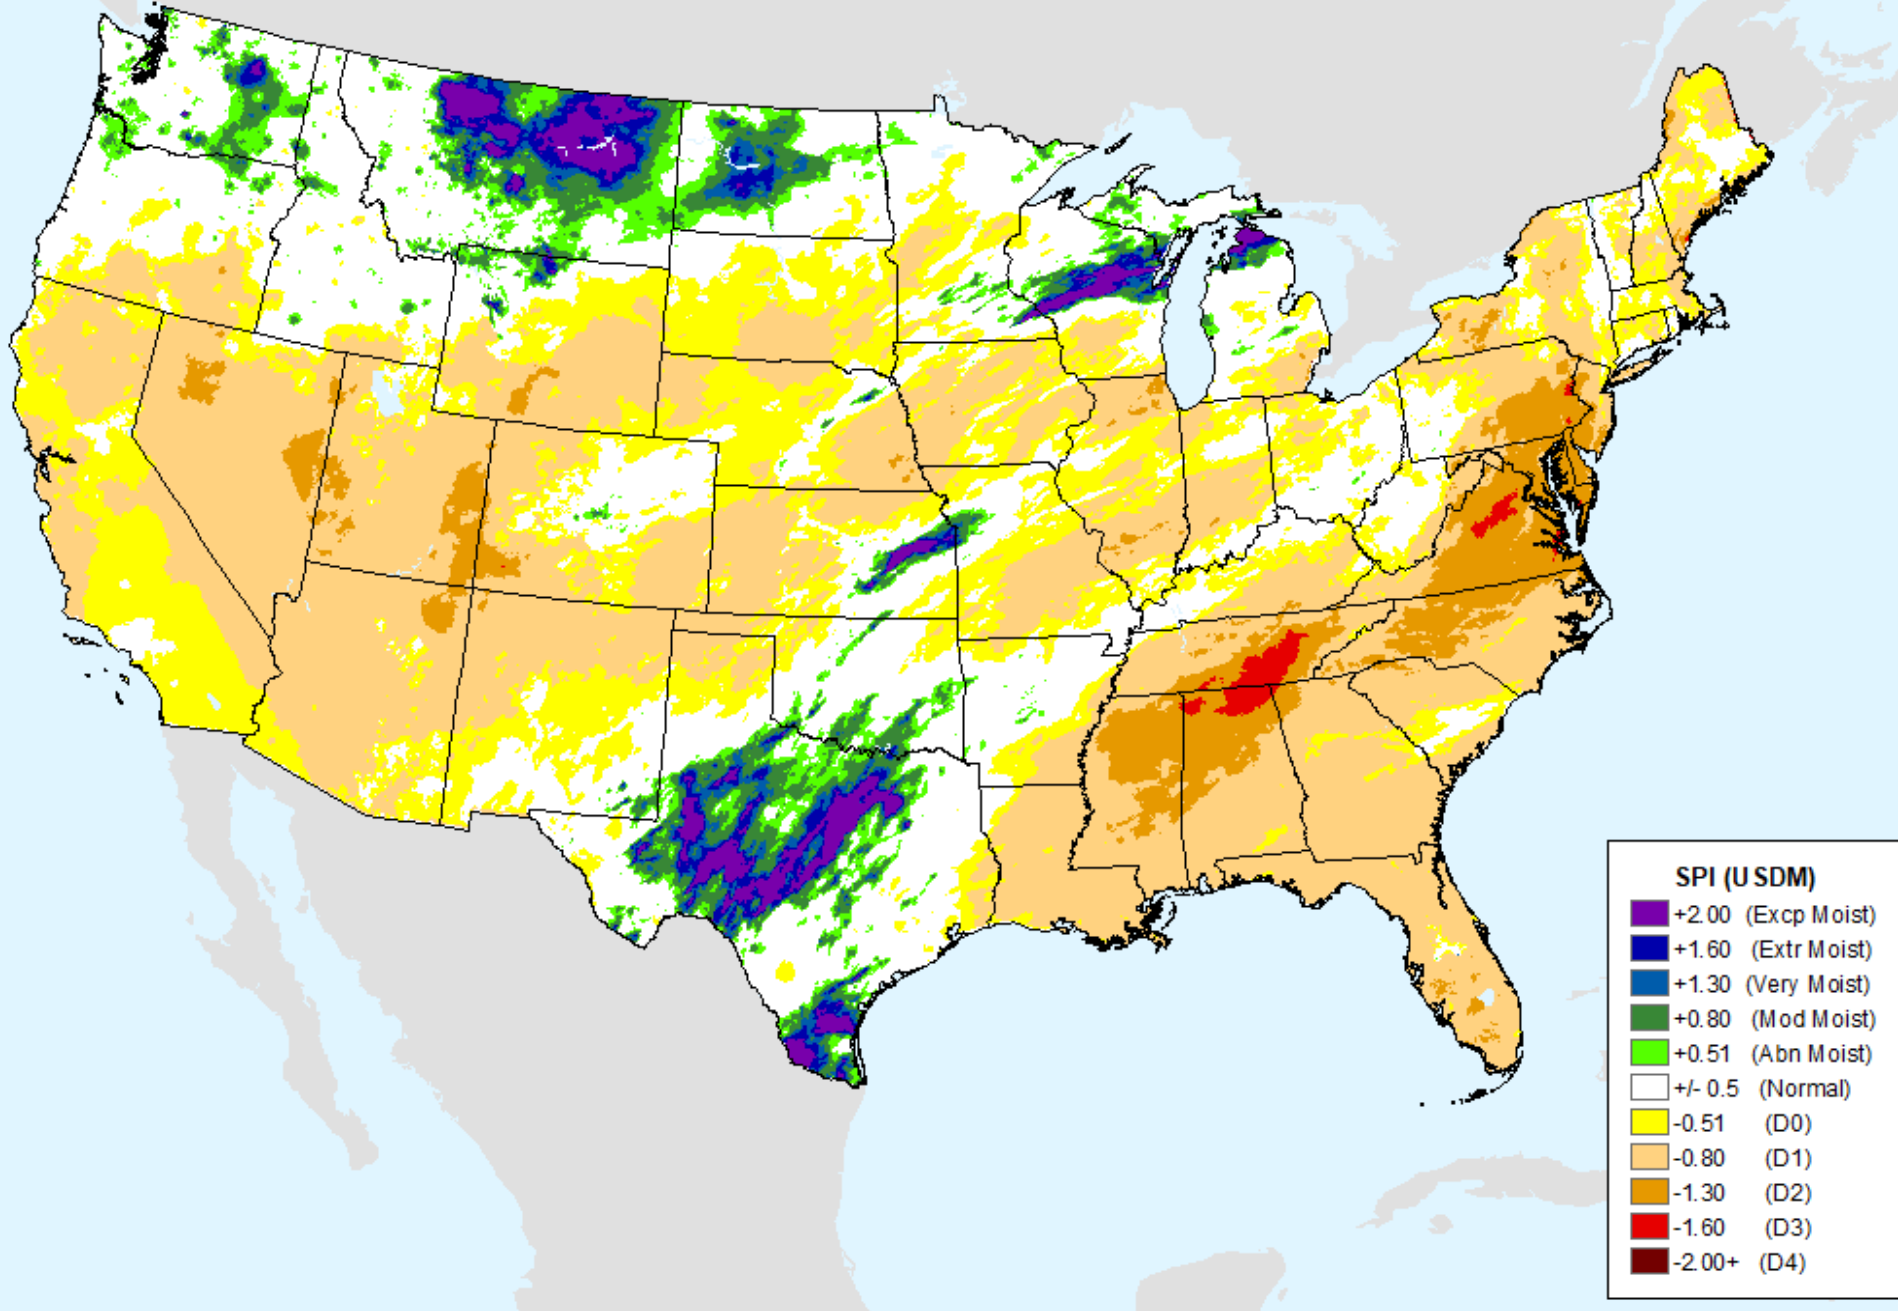 SPI (USDM)
+2.00 (Excp Moist)
+1.60 (Extr Moist)
+1.30 (Very Moist)
+0.80 (Mod Moist)
+0.51 (Abn Moist)
+/- 0.5 (Normal)
-0.51 (D0)
-0.80 (D1)
-1.30 (D2)
-1.60 (D3)
-2.00+ (D4)